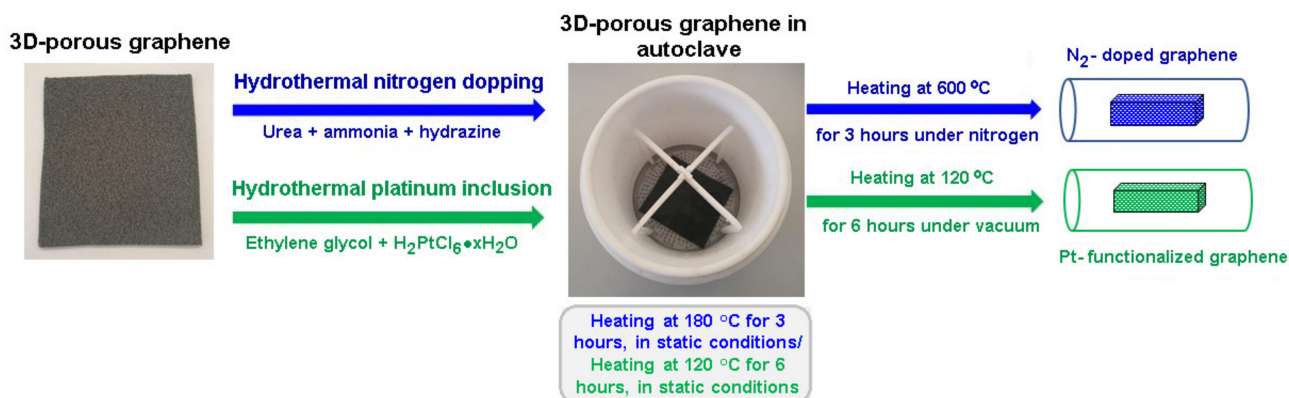 3D-porous graphene
Hydrothermal nitrogen dopping
Urea + ammonia + hydrazine
Hydrothermal platinum inclusion
Ethylene glycol + H₂PtCl₆•xH₂O
3D-porous graphene in
autoclave
Heating at 180 °C for 3
hours, in static conditions/
Heating at 120 °C for 6
hours, in static conditions
Heating at 600 °C
for 3 hours under nitrogen
Heating at 120 °C
for 6 hours under vacuum
N₂- doped graphene
Pt- functionalized graphene